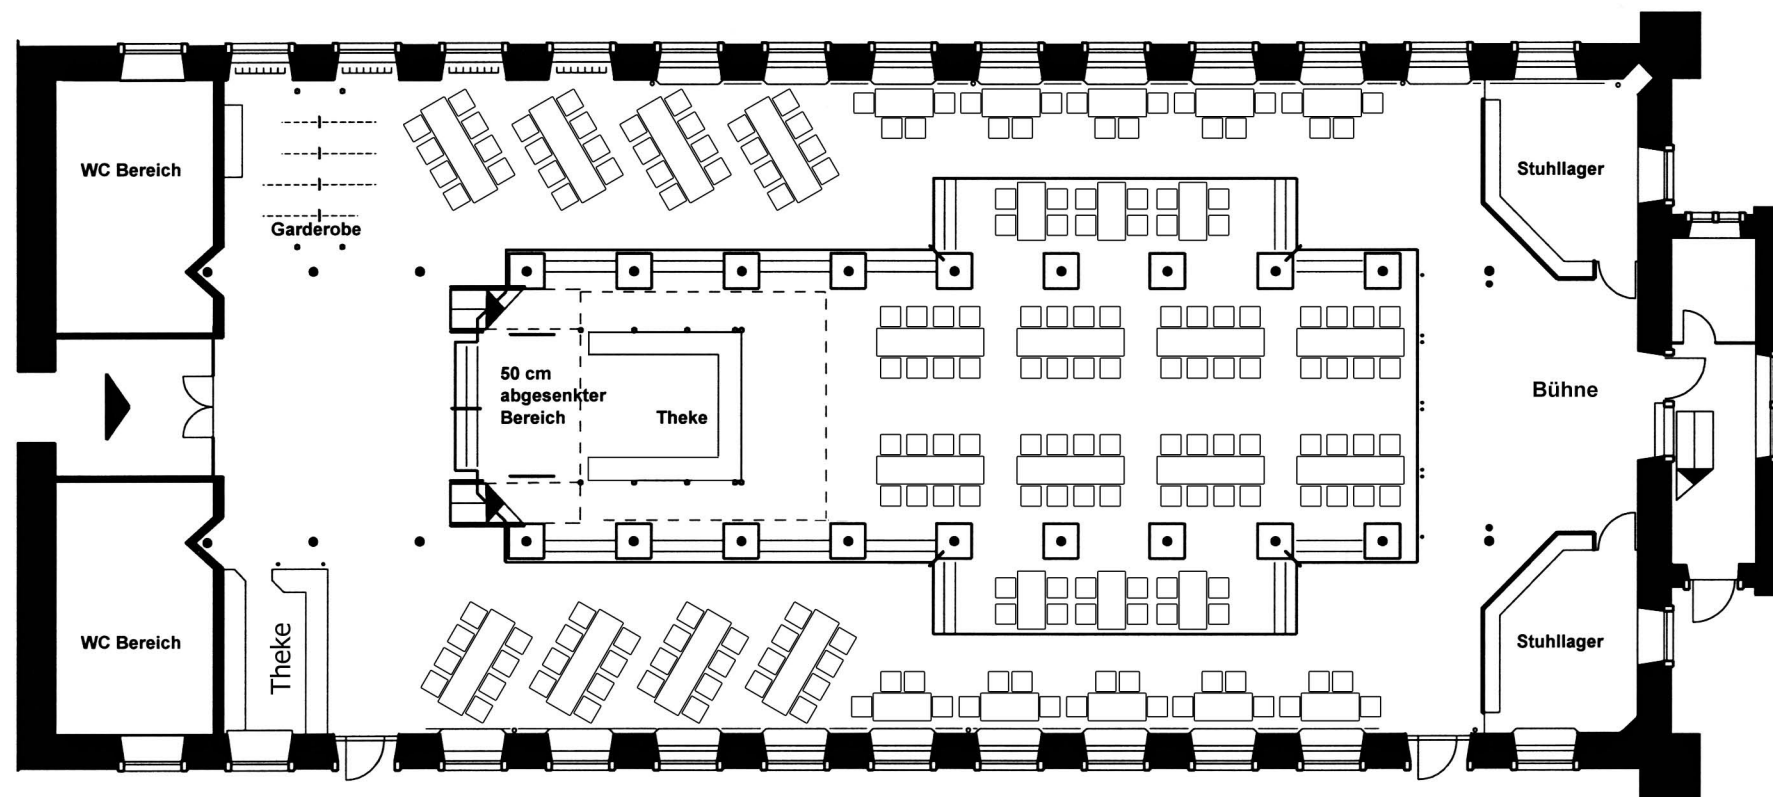 WC Bereich
Garderobe
Stuhllager
50 cm
abgesenkter
Bereich
Theke
Bühne
WC Bereich
Theke
Stuhllager